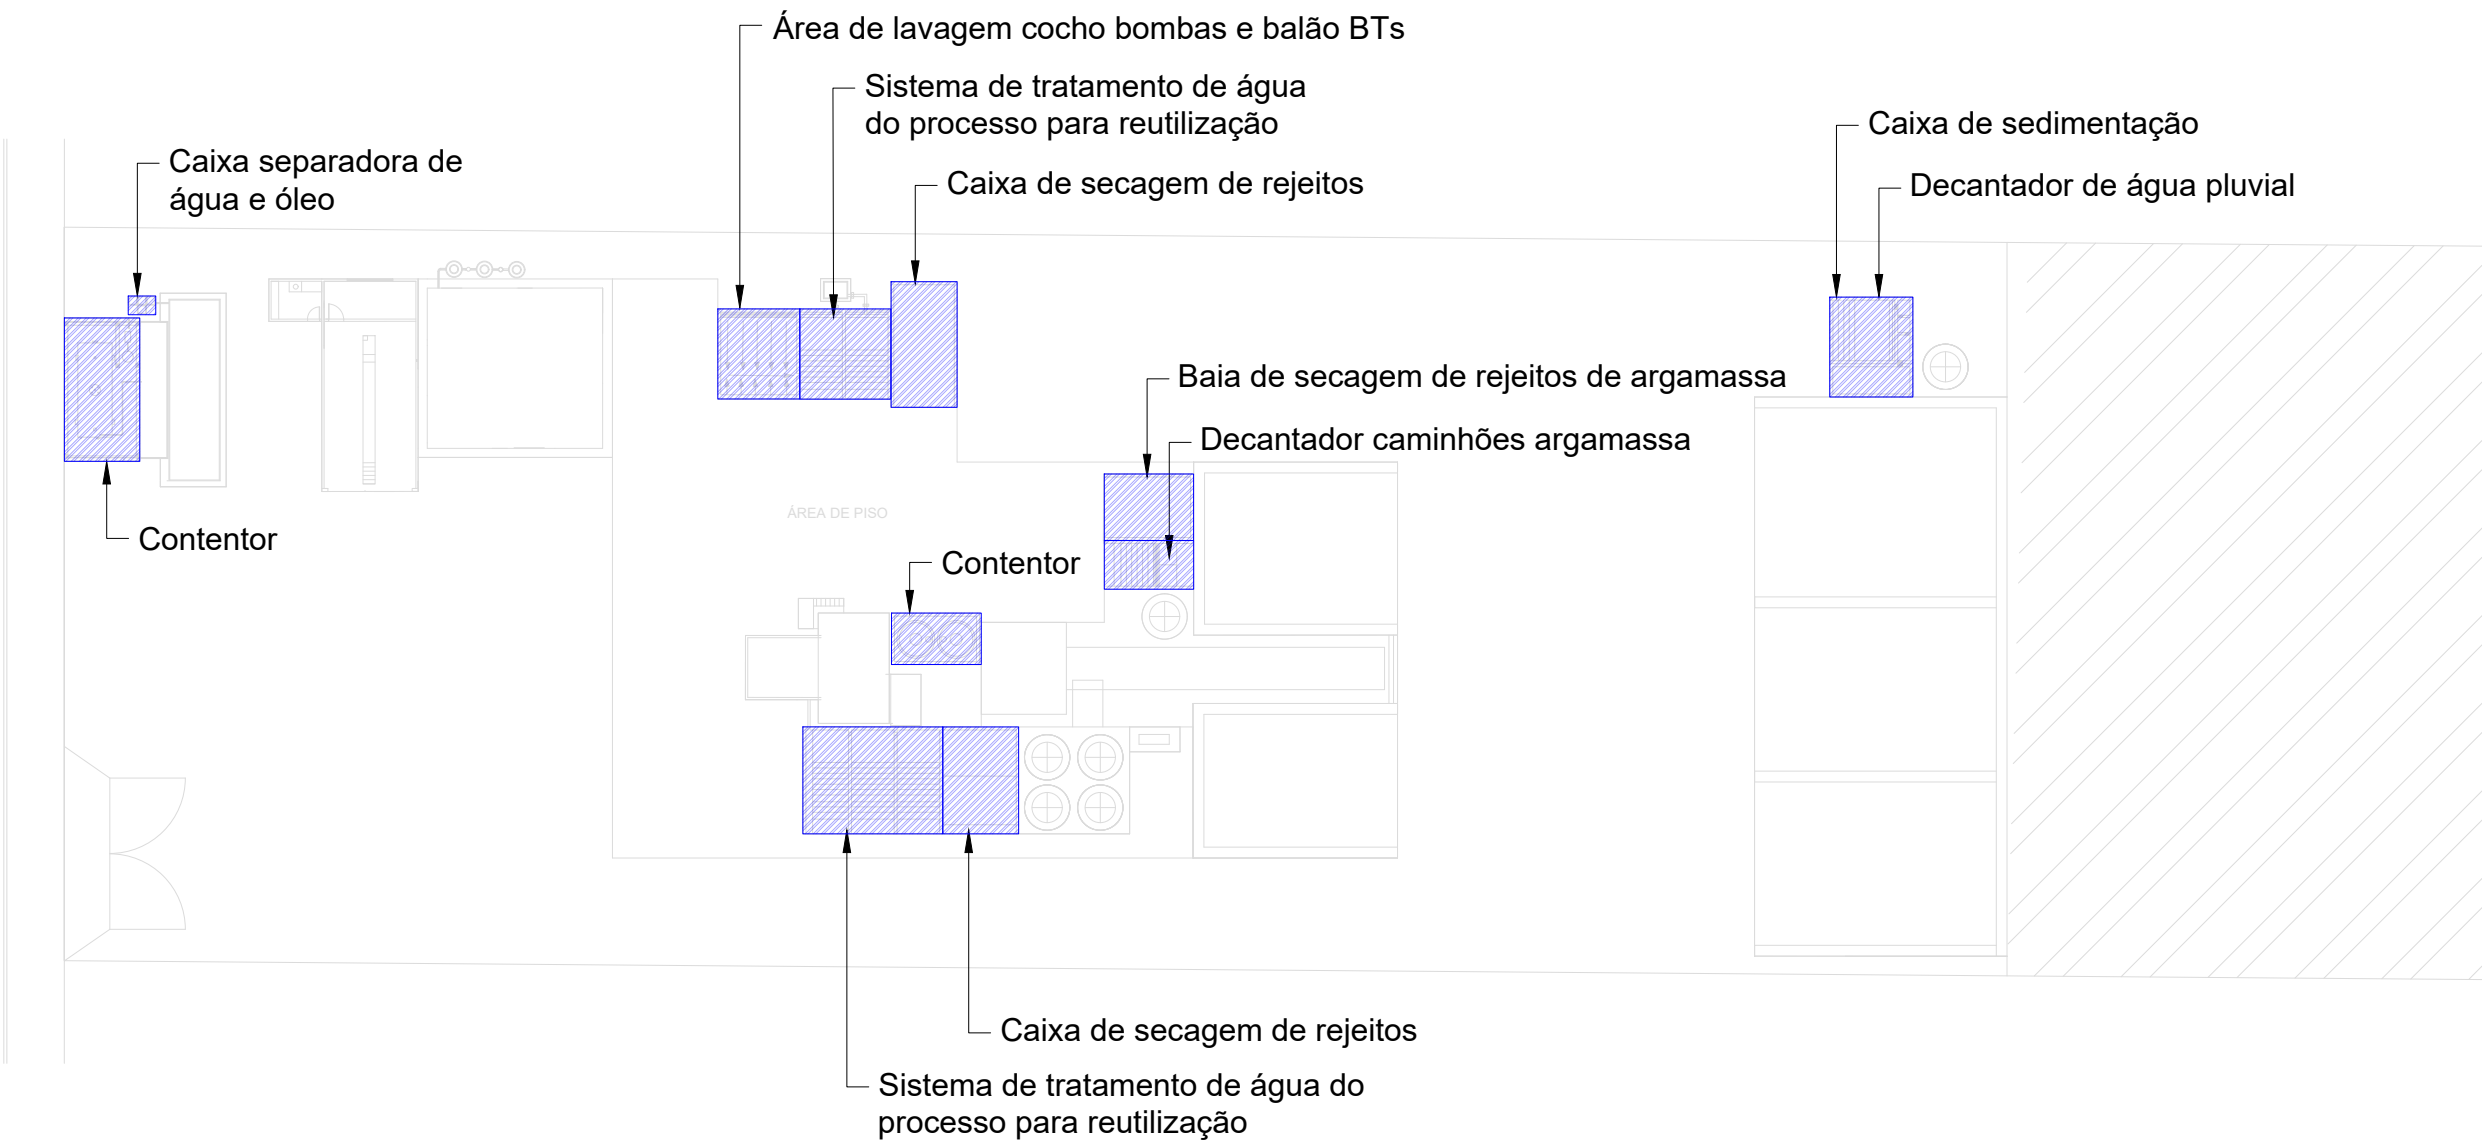 Área de lavagem cocho bombas e balão BTs
Sistema de tratamento de água
do processo para reutilização
Caixa de sedimentação
Caixa separadora de
água e óleo
Caixa de secagem de rejeitos
Decantador de água pluvial
Baia de secagem de rejeitos de argamassa
Decantador caminhões argamassa
ÁREA DE PISO
Contentor
Contentor
Caixa de secagem de rejeitos
Sistema de tratamento de água do
processo para reutilização